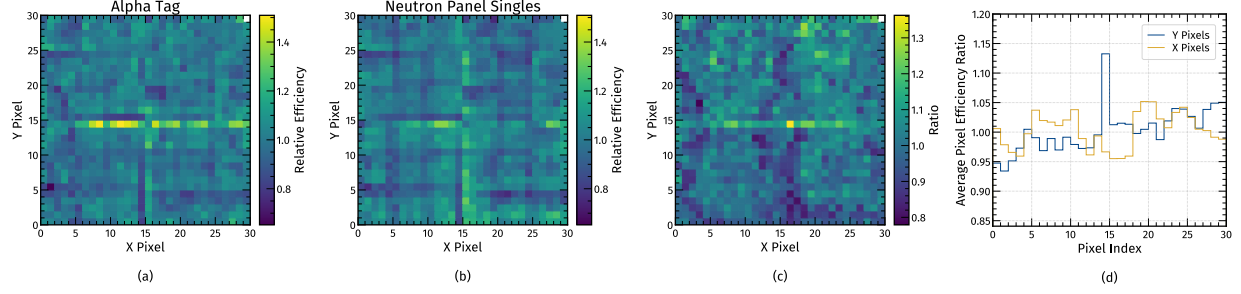 Alpha Tag
30
25
20
15
10
5
0
0 5 10 15 20 25 30
Y Pixel
X Pixel
1.4
1.2
1.0
0.8
Relative Efficiency
(a)
Neutron Panel Singles
30
25
20
15
10
5
0
0 5 10 15 20 25 30
Y Pixel
X Pixel
1.4
1.2
1.0
0.8
Relative Efficiency
(b)
30
25
20
15
10
5
0
0 5 10 15 20 25 30
Y Pixel
X Pixel
1.3
1.2
1.1
1.0
0.9
0.8
Ratio
(c)
1.20
1.15
1.10
1.05
1.00
0.95
0.90
0.85
0 5 10 15 20 25 30
Average Pixel Efficiency Ratio
Pixel Index
Y Pixels
X Pixels
(d)